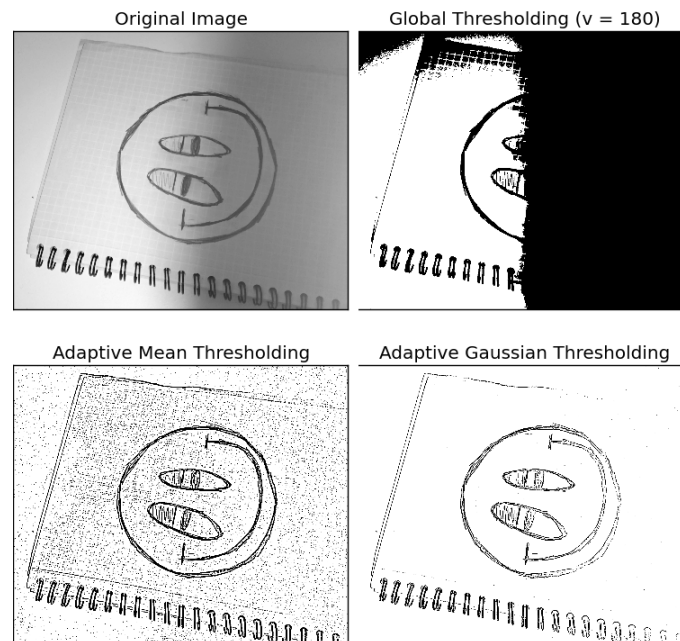 Original Image
Global Thresholding (v = 180)
Adaptive Mean Thresholding
Adaptive Gaussian Thresholding